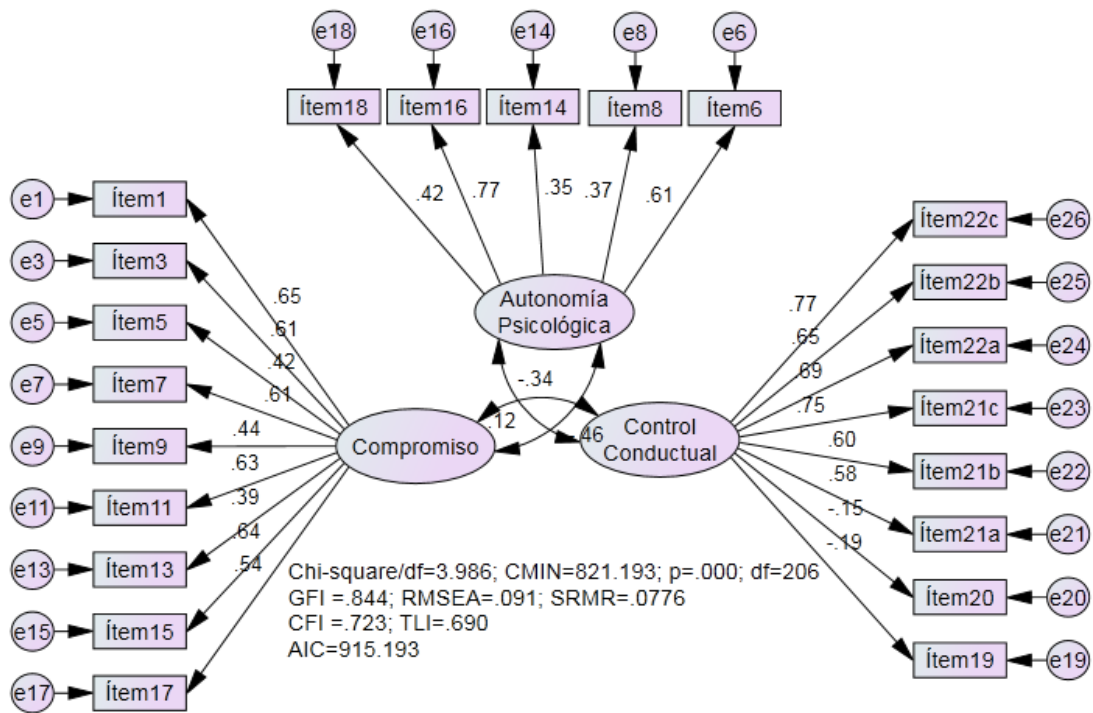 e18
e16
e14
e8
e6
Ítem18
Ítem16
Ítem14
Ítem8
Ítem6
.42
.77
.35
.37
.61
e1
Ítem1
e3
Ítem3
e5
Ítem5
e7
Ítem7
e9
Ítem9
e11
Ítem11
e13
Ítem13
e15
Ítem15
e17
Ítem17
.65
.61
.42
.61
.44
.63
.39
.64
.54
Autonomía
Psicológica
-.34
.12
.46
Compromiso
Control
Conductual
.77
.65
.69
.75
.60
.58
-.15
-.19
Ítem22c
e26
Ítem22b
e25
Ítem22a
e24
Ítem21c
e23
Ítem21b
e22
Ítem21a
e21
Ítem20
e20
Ítem19
e19
Chi-square/df=3.986; CMIN=821.193; p=.000; df=206
GFI =.844; RMSEA=.091; SRMR=.0776
CFI =.723; TLI=.690
AIC=915.193